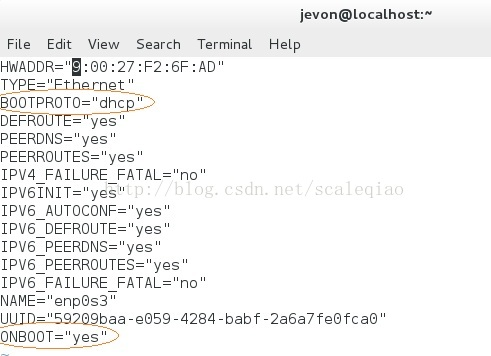 jevon@localhost:~
File Edit View Search Terminal Help
HWADDR="9:00:27:F2:6F:AD"
TYPE="Ethernet"
BOOTPROTO="dhcp"
DEFROUTE="yes"
PEERDNS="yes"
PEERROUTES="yes"
IPV4_FAILURE_FATAL="no"
IPV6INIT="yes"
http://blog.csdn.net/scaleqiao
IPV6_AUTOCONF="yes"
IPV6_DEFROUTE="yes"
IPV6_PEERDNS="yes"
IPV6_PEERROUTES="yes"
IPV6_FAILURE_FATAL="no"
NAME="enp0s3"
UUID="59209baa-e059-4284-babf-2a6a7fe0fca0"
ONBOOT="yes"
~